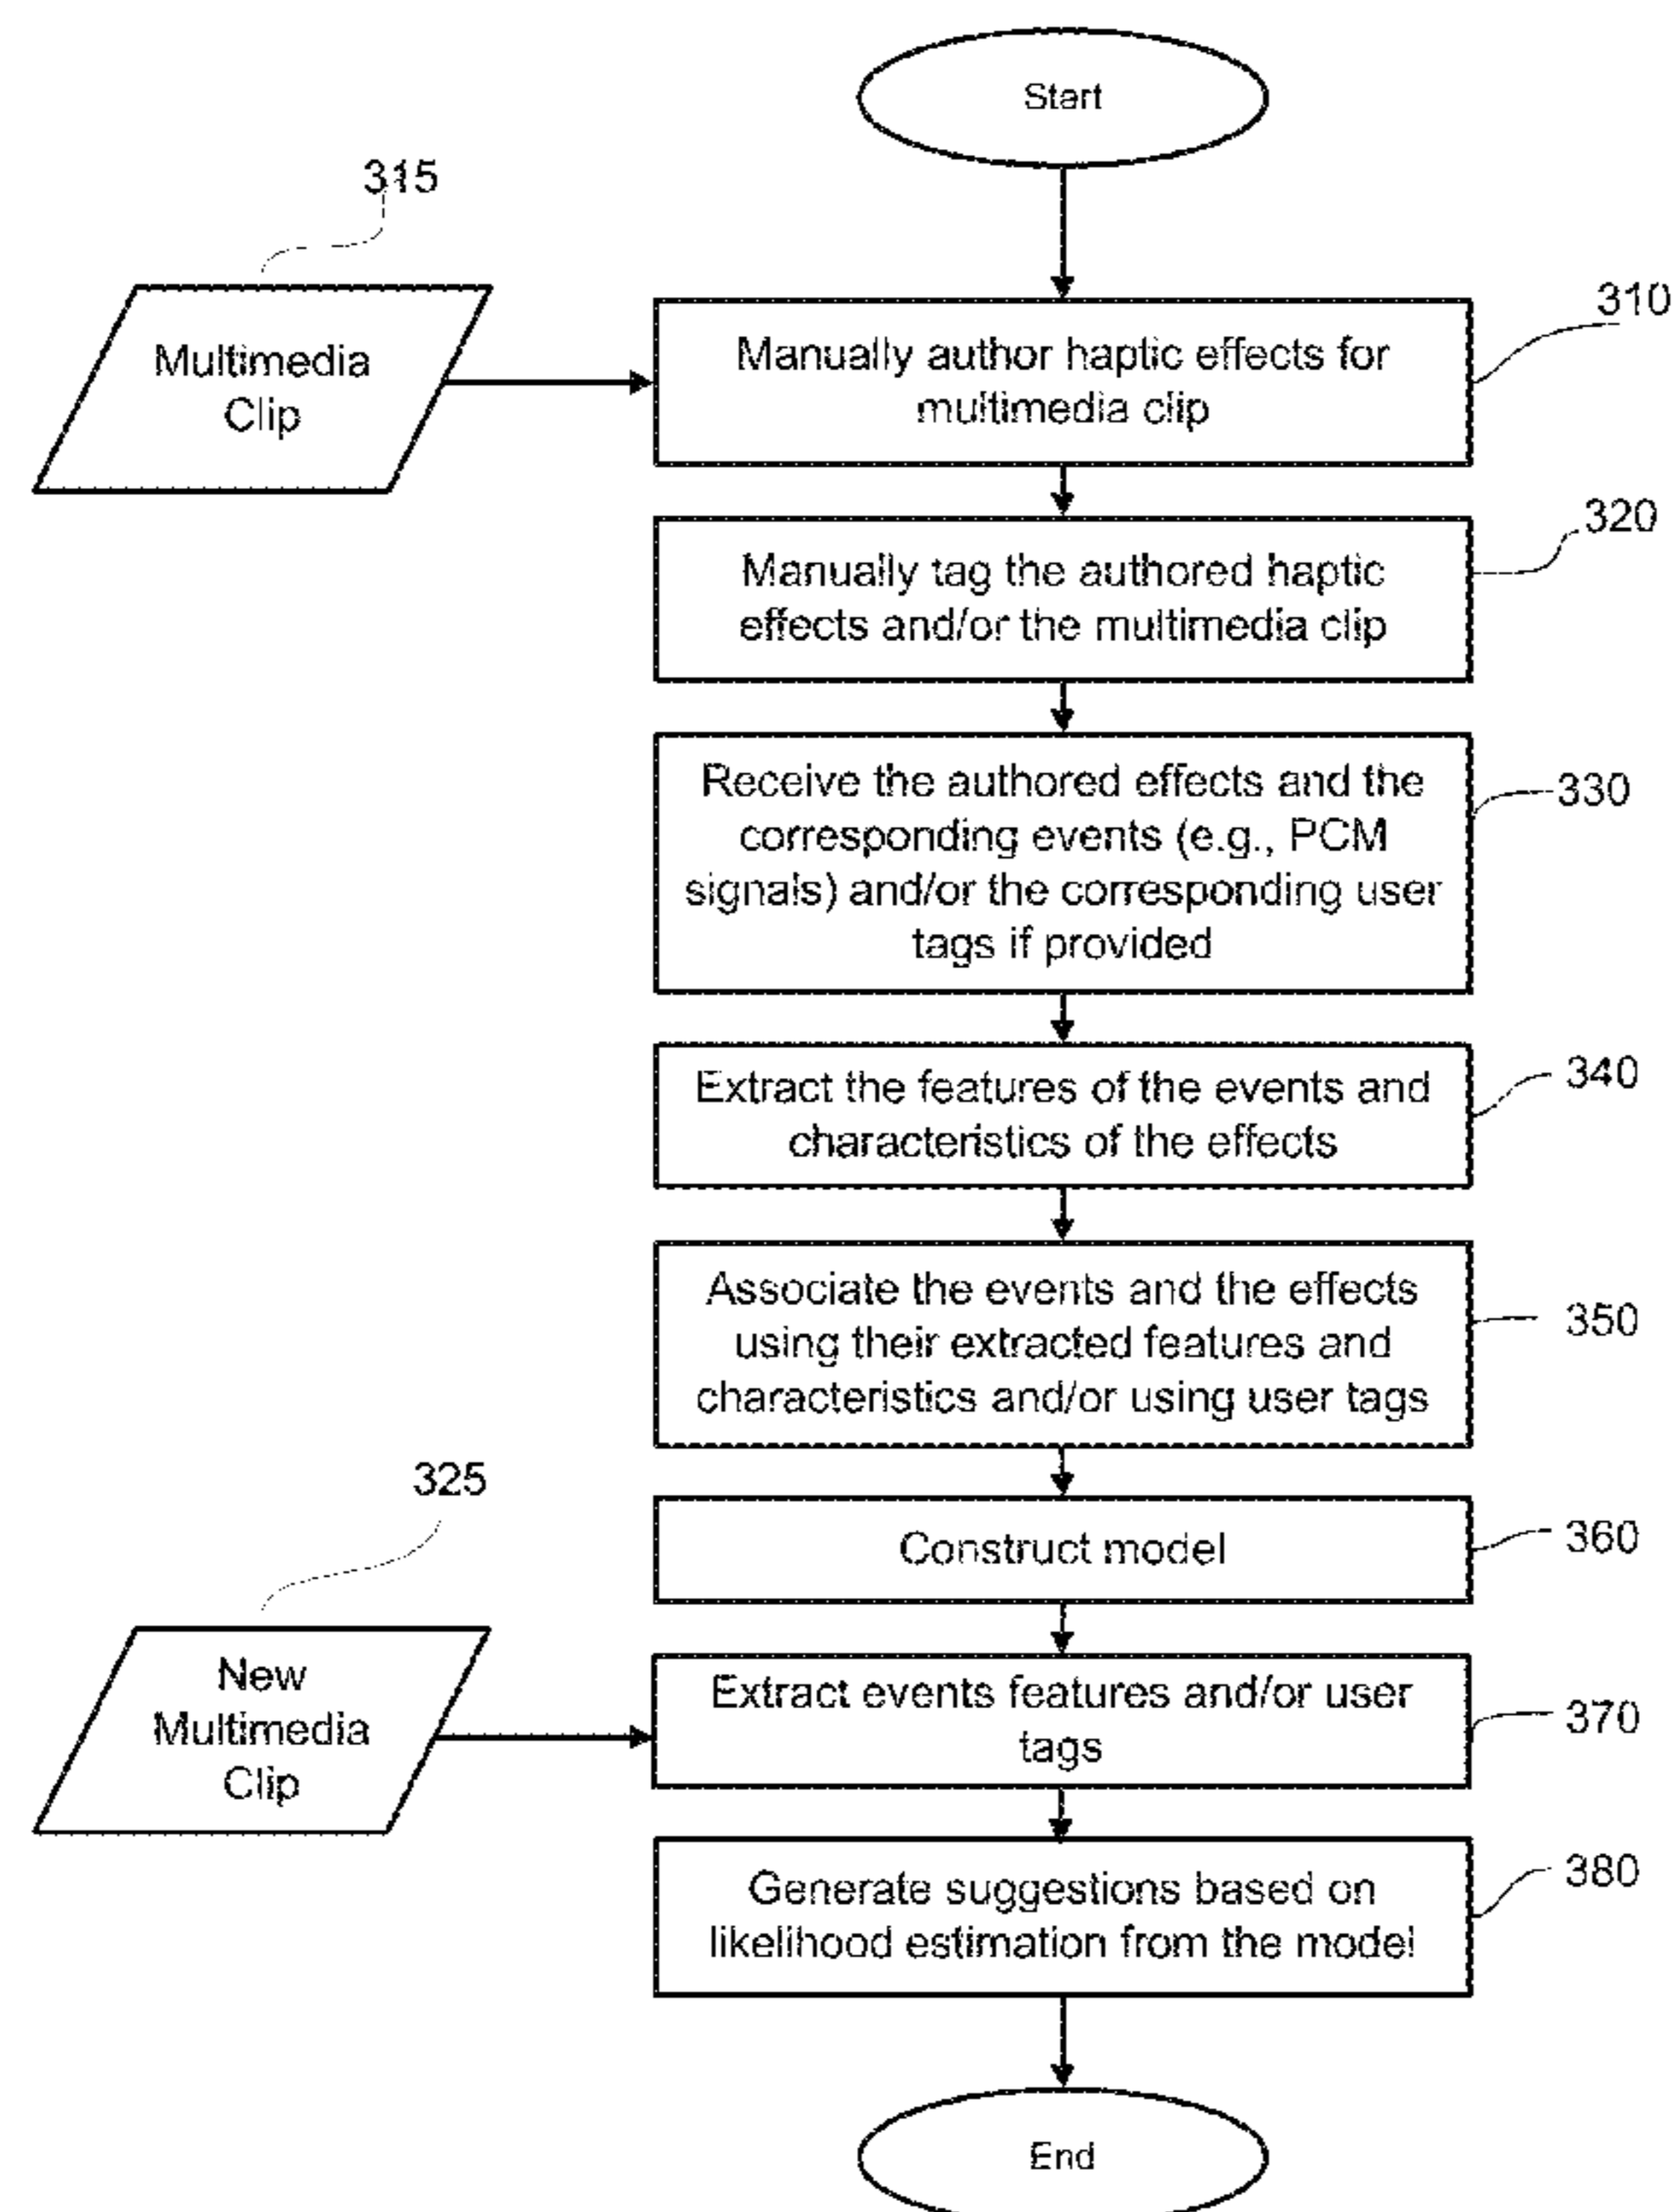 Start
315
Multimedia
Clip
310
Manually author haptic effects for
multimedia clip
320
Manually tag the authored haptic
effects and/or the multimedia clip
Receive the authored effects and the
corresponding events (e.g., PCM
signals) and/or the corresponding user
tags if provided
330
Extract the features of the events and
characteristics of the effects
340
Associate the events and the effects
using their extracted features and
characteristics and/or using user tags
350
325
Construct model
360
New
Multimedia
Clip
Extract events features and/or user
tags
370
Generate suggestions based on
likelihood estimation from the model
380
End